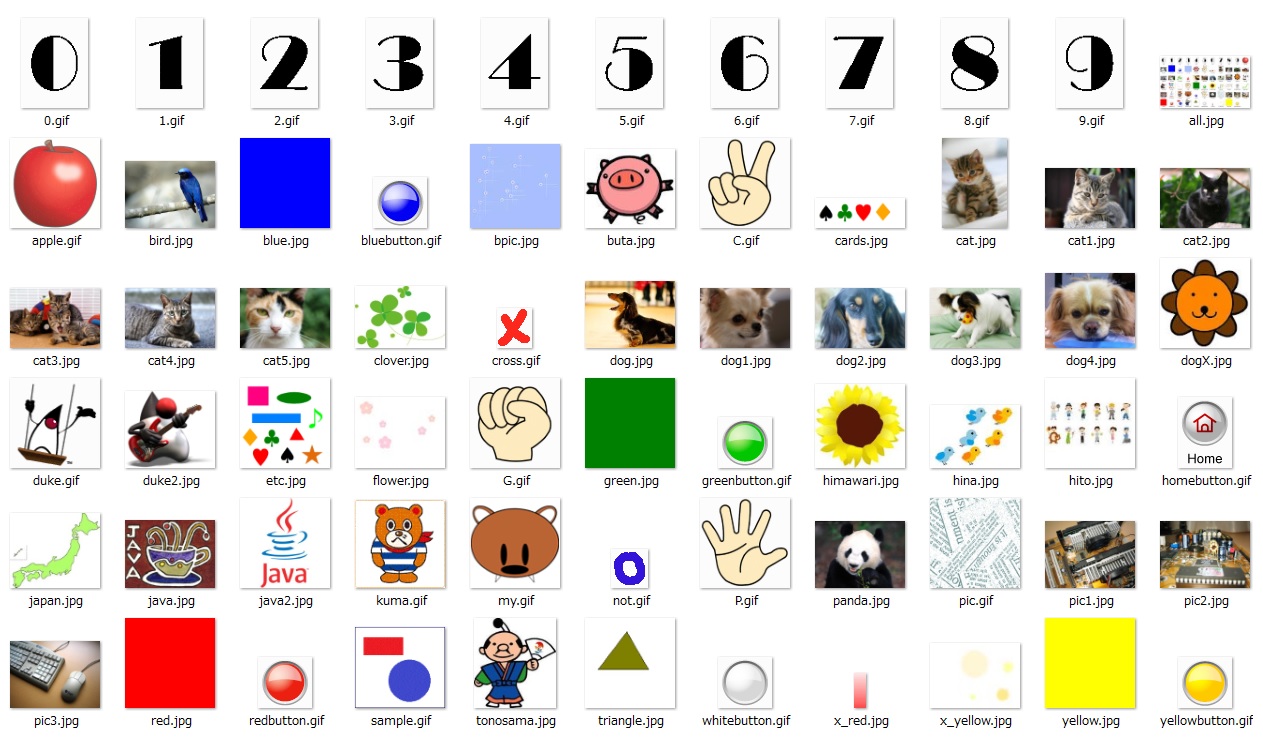 0 1 2 3 4 5 6 7 8 9
0.gif 1.gif 2.gif 3.gif 4.gif 5.gif 6.gif 7.gif 8.gif 9.gif all.jpg
apple.gif bird.jpg blue.jpg bluebutton.gif bpic.jpg buta.jpg C.gif cards.jpg cat.jpg cat1.jpg cat2.jpg
cat3.jpg cat4.jpg cat5.jpg clover.jpg cross.gif dog.jpg dog1.jpg dog2.jpg dog3.jpg dog4.jpg dogX.jpg
Home
duke.gif duke2.jpg etc.jpg flower.jpg G.gif green.jpg greenbutton.gif himawari.jpg hina.jpg hito.jpg homebutton.gif
JAVA Java
japan.jpg java.jpg java2.jpg kuma.gif my.gif not.gif P.gif panda.jpg pic.gif pic1.jpg pic2.jpg
pic3.jpg red.jpg redbutton.gif sample.gif tonosama.jpg triangle.jpg whitebutton.gif x_red.jpg x_yellow.jpg yellow.jpg yellowbutton.gif